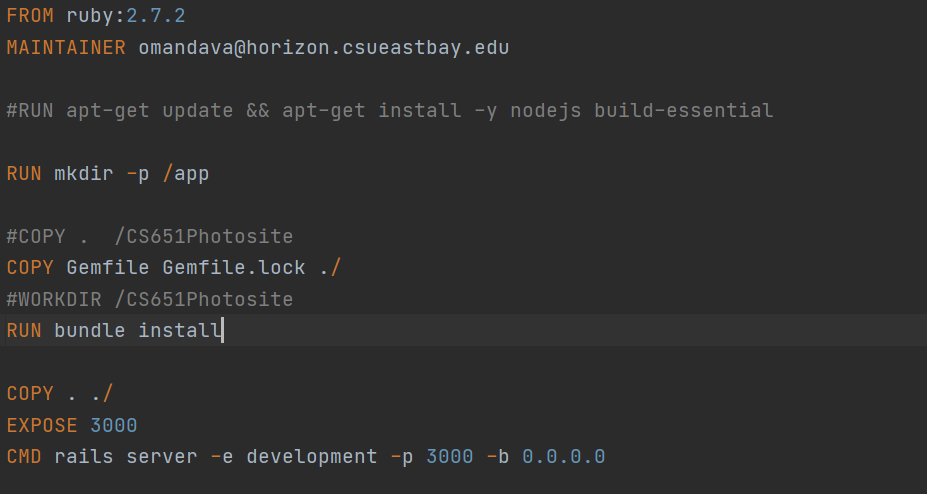 FROM ruby:2.7.2
MAINTAINER omandava@horizon.csueastbay.edu
#RUN apt-get update && apt-get install -y nodejs build-essential
RUN mkdir -p /app
#COPY .  /CS651Photosite
COPY Gemfile Gemfile.lock ./
#WORKDIR /CS651Photosite
RUN bundle install
COPY . ./
EXPOSE 3000
CMD rails server -e development -p 3000 -b 0.0.0.0